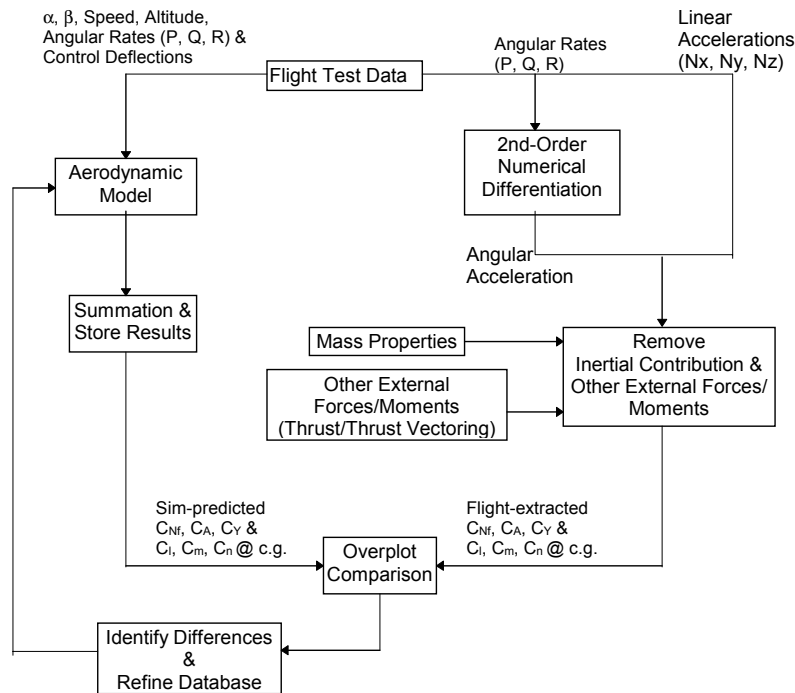 α, β, Speed, Altitude,
Angular Rates (P, Q, R) &
Control Deflections
Flight Test Data
Angular Rates
(P, Q, R)
Linear
Accelerations
(Nx, Ny, Nz)
Aerodynamic
Model
2nd-Order
Numerical
Differentiation
Angular
Acceleration
Summation &
Store Results
Mass Properties
Other External
Forces/Moments
(Thrust/Thrust Vectoring)
Remove
Inertial Contribution &
Other External Forces/
Moments
Sim-predicted
CNf, CA, CY &
Cl, Cm, Cn @ c.g.
Flight-extracted
CNf, CA, CY &
Cl, Cm, Cn @ c.g.
Overplot
Comparison
Identify Differences
&
Refine Database